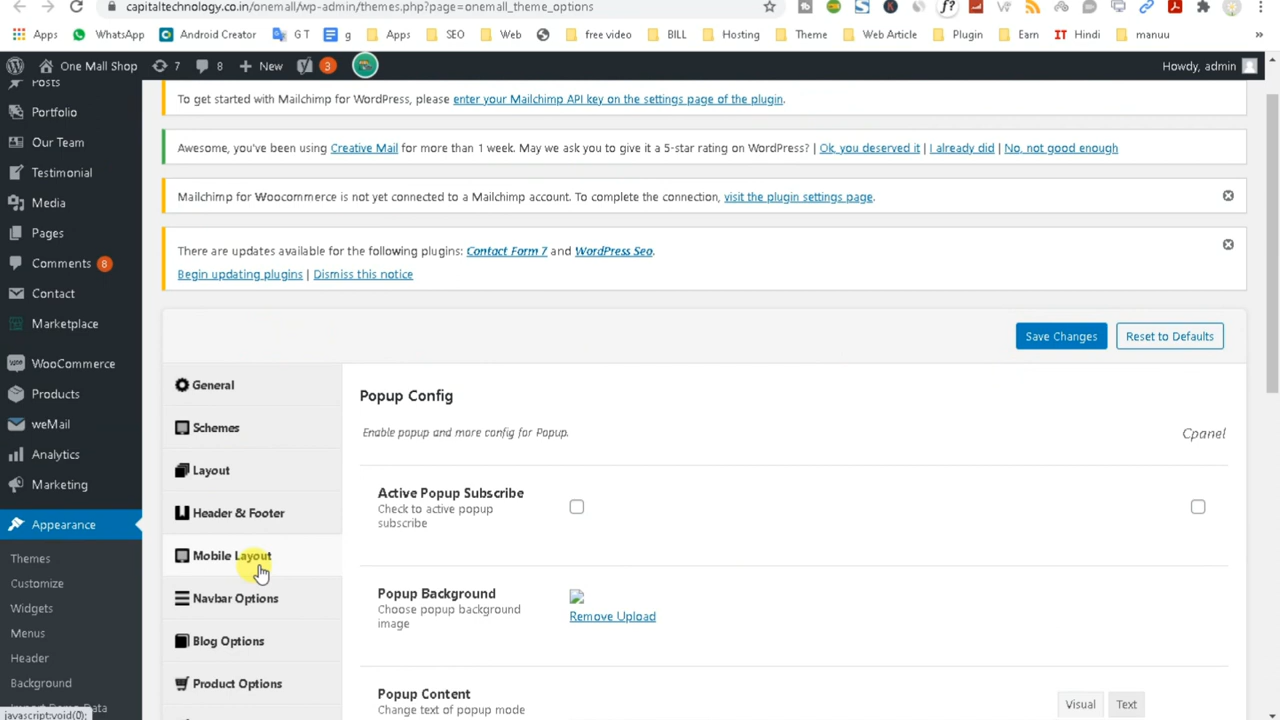 capitaltechnology.co.in/onemall/wp-admin/themes.php?page=onemall_theme_options
Apps WhatsApp Android Creator G T g Apps SEO Web free video BILL Hosting Theme Web Article Plugin Earn IT Hindi manuu »
One Mall Shop 7 8 + New 3 Howdy, admin
Posts
Portfolio
Our Team
Testimonial
Media
Pages
Comments 8
Contact
Marketplace
WooCommerce
Products
weMail
Analytics
Marketing
Appearance
Themes
Customize
Widgets
Menus
Header
Background
Import Demo Data
javascript:void(0);
To get started with Mailchimp for WordPress, please enter your Mailchimp API key on the settings page of the plugin.
Awesome, you've been using Creative Mail for more than 1 week. May we ask you to give it a 5-star rating on WordPress? | Ok, you deserved it | I already did | No, not good enough
Mailchimp for Woocommerce is not yet connected to a Mailchimp account. To complete the connection, visit the plugin settings page.
There are updates available for the following plugins: Contact Form 7 and WordPress Seo.
Begin updating plugins | Dismiss this notice
Save Changes Reset to Defaults
General
Schemes
Layout
Header & Footer
Mobile Layout
Navbar Options
Blog Options
Product Options
Popup Config
Enable popup and more config for Popup. Cpanel
Active Popup Subscribe
Check to active popup
subscribe
Popup Background
Choose popup background
image
Remove Upload
Popup Content
Change text of popup mode
Visual Text